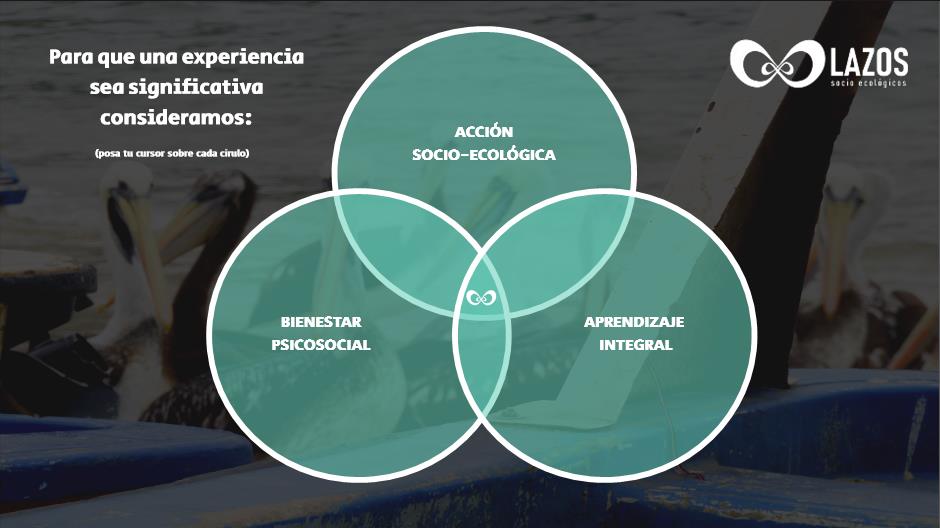 Para que una experiencia
sea significativa
consideramos:
(posa tu cursor sobre cada círulo)
LAZOS
socio ecológicos
ACCIÓN
SOCIO-ECOLÓGICA
BIENESTAR
PSICOSOCIAL
APRENDIZAJE
INTEGRAL